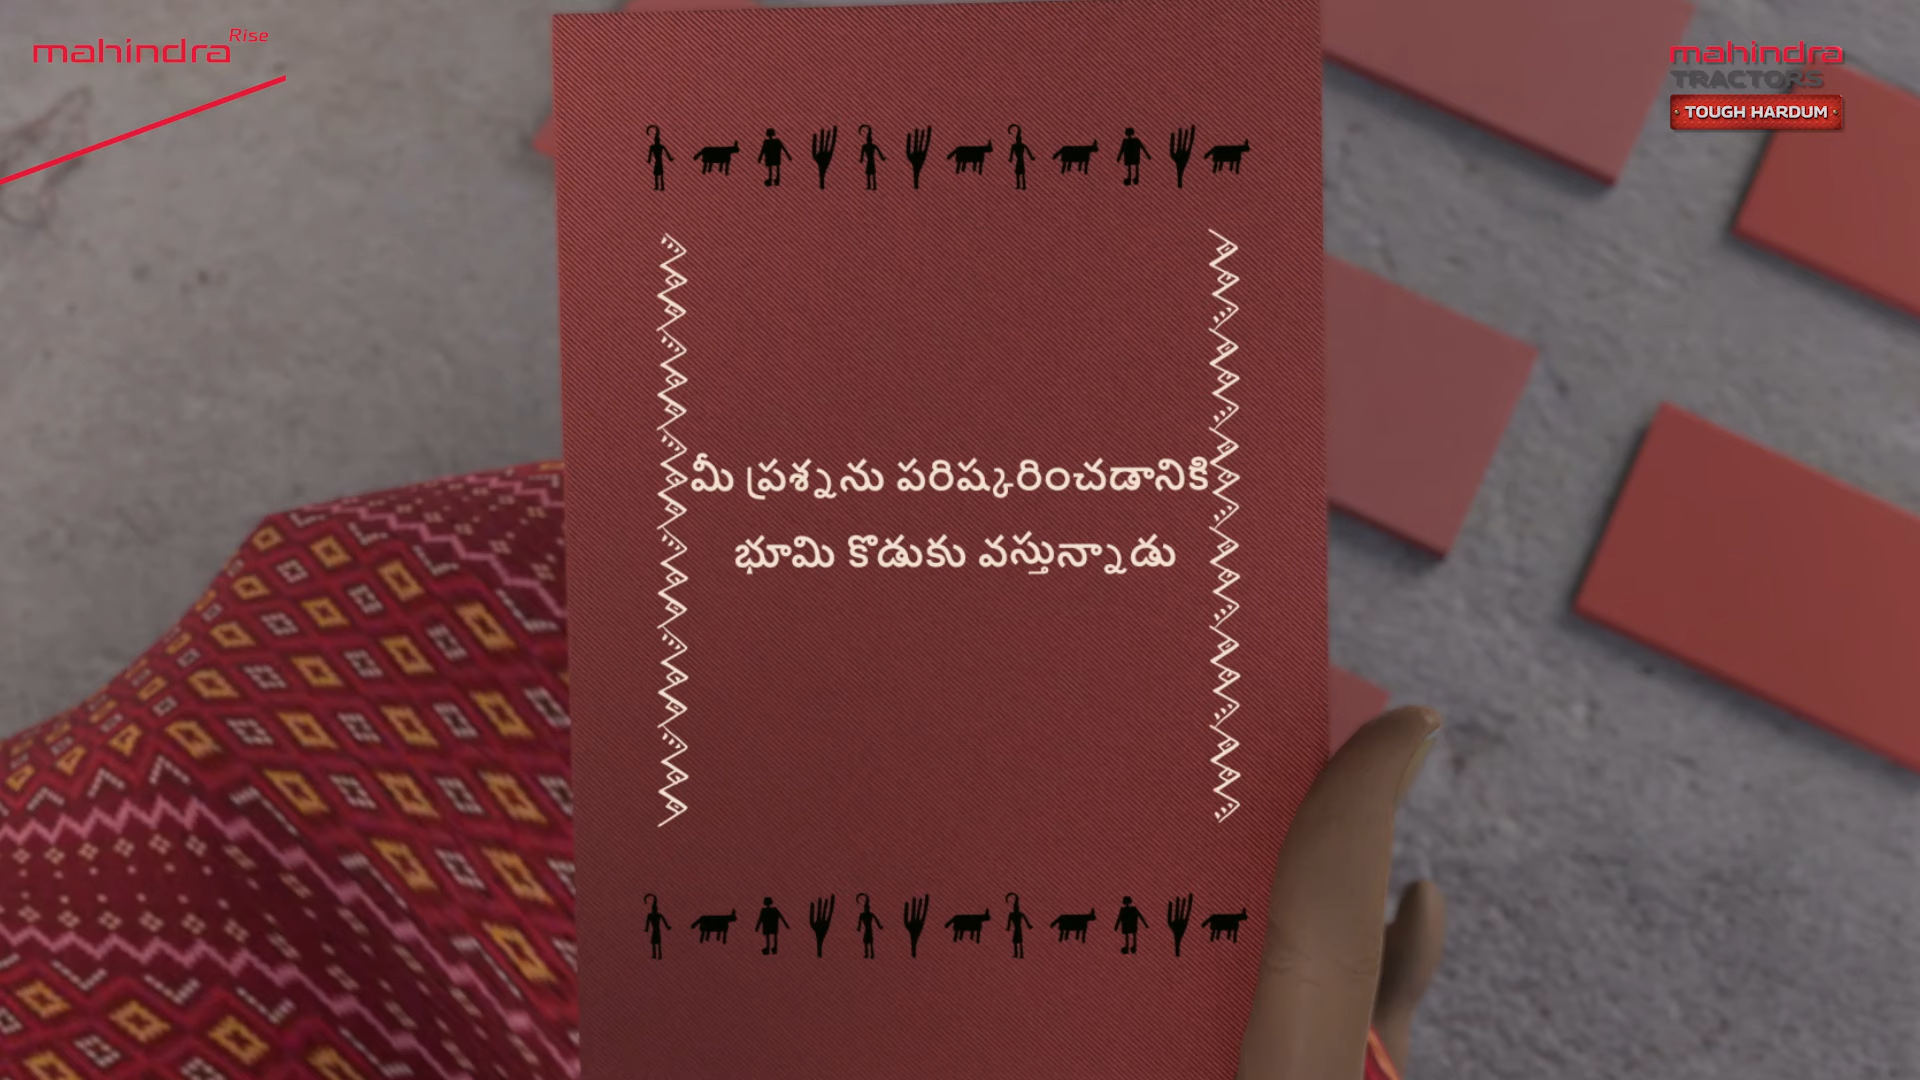 mahindra Rise
mahindra
TRACTORS
TOUGH HARDUM
మీ ప్రశ్నను పరిష్కరించడానికి
భూమి కొడుకు వస్తున్నాడు